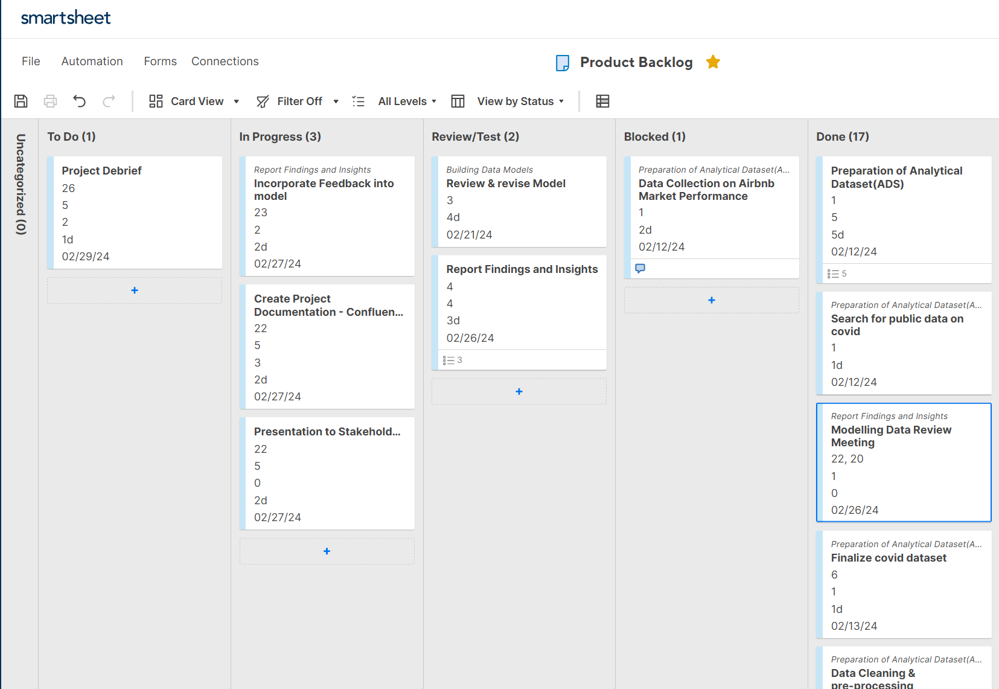 smartsheet
File Automation Forms Connections
Product Backlog
Card View Filter Off All Levels View by Status
Uncategorized (0)
To Do (1)
Project Debrief
26
5
2
1d
02/29/24
+
In Progress (3)
Report Findings and Insights
Incorporate Feedback into
model
23
2
2d
02/27/24
Create Project
Documentation - Confluen...
22
5
3
2d
02/27/24
Presentation to Stakehold...
22
5
0
2d
02/27/24
+
Review/Test (2)
Building Data Models
Review & revise Model
3
4d
02/21/24
Report Findings and Insights
4
4
3d
02/26/24
3
+
Blocked (1)
Preparation of Analytical Dataset(A...
Data Collection on Airbnb
Market Performance
1
2d
02/12/24
+
Done (17)
Preparation of Analytical
Dataset(ADS)
1
5
5d
02/12/24
5
Preparation of Analytical Dataset(A...
Search for public data on
covid
1
1d
02/12/24
Report Findings and Insights
Modelling Data Review
Meeting
22, 20
1
0
02/26/24
Preparation of Analytical Dataset(A...
Finalize covid dataset
6
1
1d
02/13/24
Preparation of Analytical Dataset(A...
Data Cleaning &
pre-processing